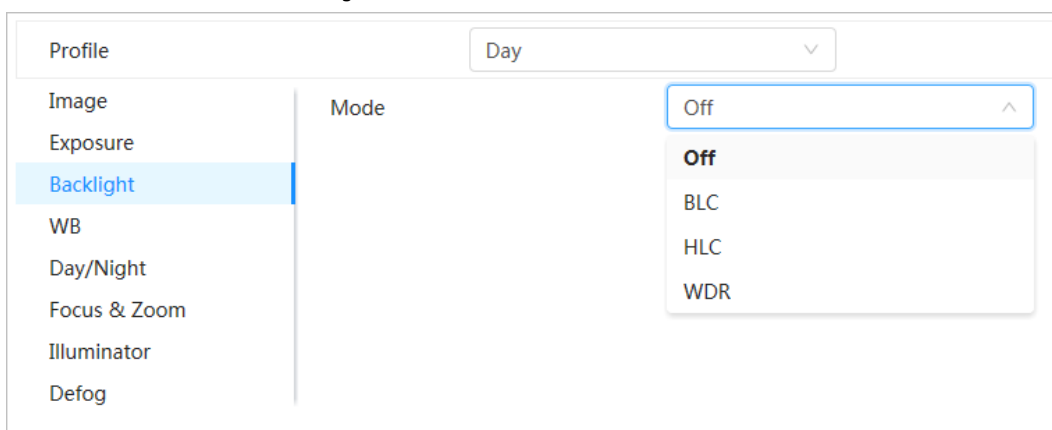 Profile Day
Image Mode Off
Exposure
Off
Backlight
BLC
WB
HLC
Day/Night
WDR
Focus & Zoom
Illuminator
Defog